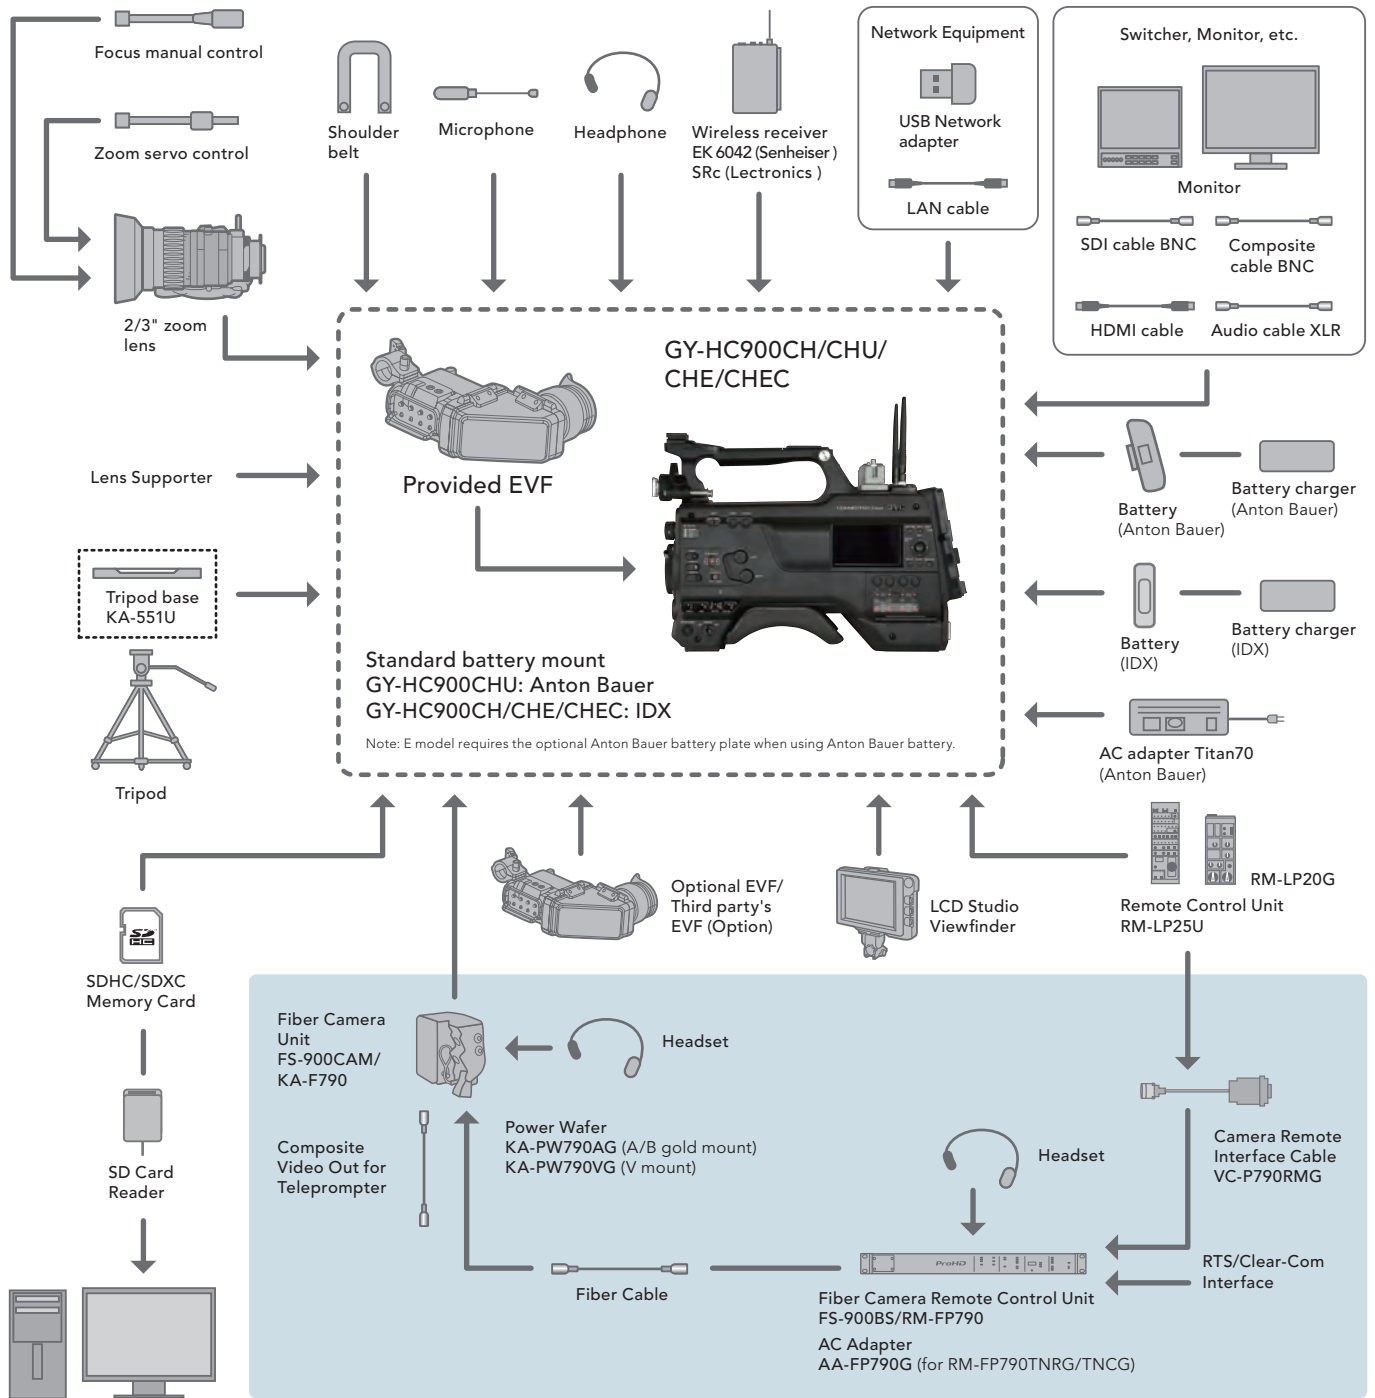 Focus manual control
Zoom servo control
Shoulder
belt
Microphone
Headphone
Wireless receiver
EK 6042 (Senheiser )
SRc (Lectronics )
Network Equipment
USB Network
adapter
LAN cable
Switcher, Monitor, etc.
Monitor
SDI cable BNC
Composite
cable BNC
HDMI cable
Audio cable XLR
2/3" zoom
lens
GY-HC900CH/CHU/
CHE/CHEC
Provided EVF
Lens Supporter
Tripod base
KA-551U
Tripod
Standard battery mount
GY-HC900CHU: Anton Bauer
GY-HC900CH/CHE/CHEC: IDX
Note: E model requires the optional Anton Bauer battery plate when using Anton Bauer battery.
Battery
(Anton Bauer)
Battery charger
(Anton Bauer)
Battery
(IDX)
Battery charger
(IDX)
AC adapter Titan70
(Anton Bauer)
RM-LP20G
Remote Control Unit
RM-LP25U
Optional EVF/
Third party's
EVF (Option)
LCD Studio
Viewfinder
SD
HC
SDHC/SDXC
Memory Card
SD Card
Reader
Fiber Camera
Unit
FS-900CAM/
KA-F790
Headset
Composite
Video Out for
Teleprompter
Power Wafer
KA-PW790AG (A/B gold mount)
KA-PW790VG (V mount)
Headset
Camera Remote
Interface Cable
VC-P790RMG
RTS/Clear-Com
Interface
Fiber Cable
ProHD
Fiber Camera Remote Control Unit
FS-900BS/RM-FP790
AC Adapter
AA-FP790G (for RM-FP790TNRG/TNCG)